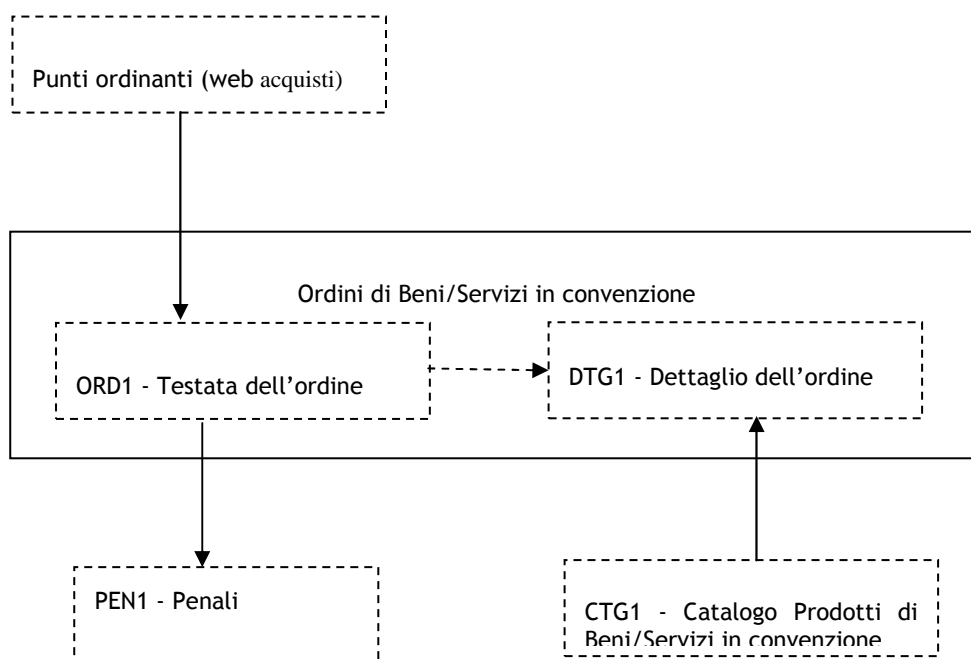 Punti ordinanti (web acquisti)
Ordini di Beni/Servizi in convenzione
ORD1 - Testata dell’ordine
DTG1 - Dettaglio dell’ordine
PEN1 - Penali
CTG1 - Catalogo Prodotti di
Beni/Servizi in convenzione